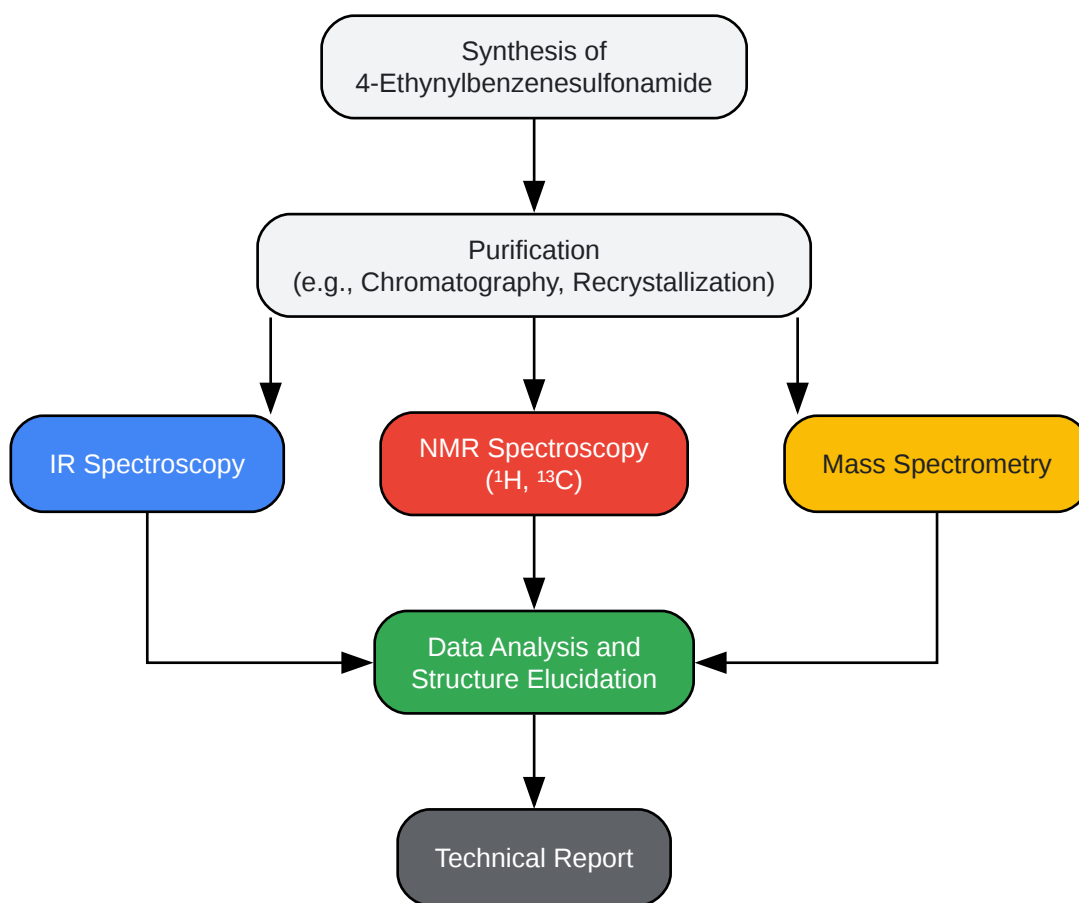 Synthesis of
4-Ethynylbenzenesulfonamide
Purification
(e.g., Chromatography, Recrystallization)
IR Spectroscopy
NMR Spectroscopy
(¹H, ¹³C)
Mass Spectrometry
Data Analysis and
Structure Elucidation
Technical Report